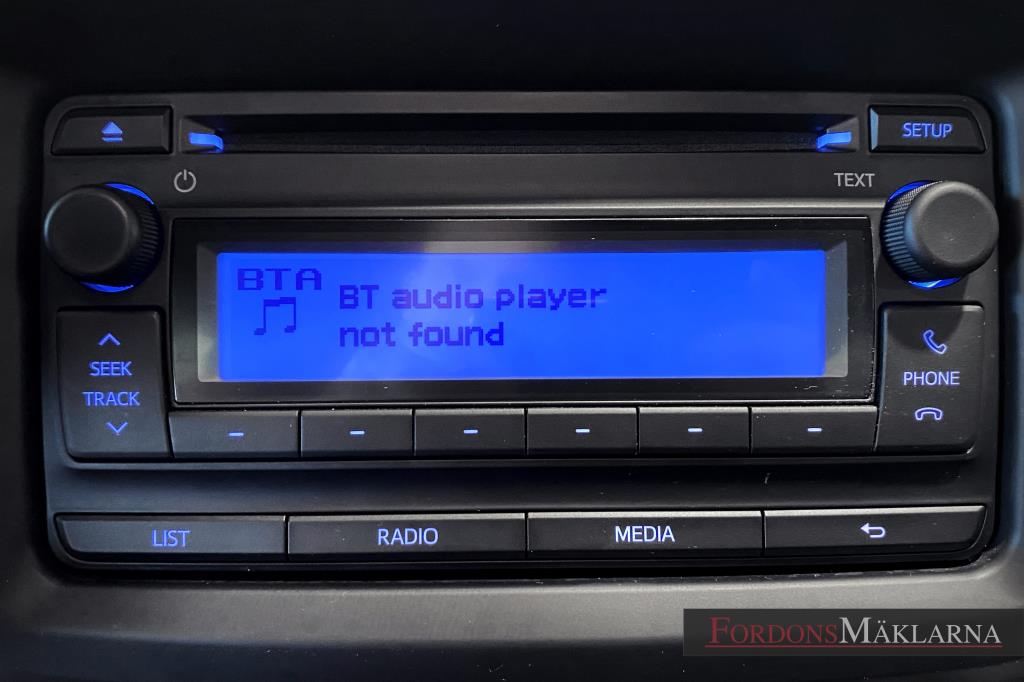 SETUP
TEXT
BTA
BT audio player
not found
SEEK
TRACK
PHONE
LIST
RADIO
MEDIA
FORDONSMÄKLARNA